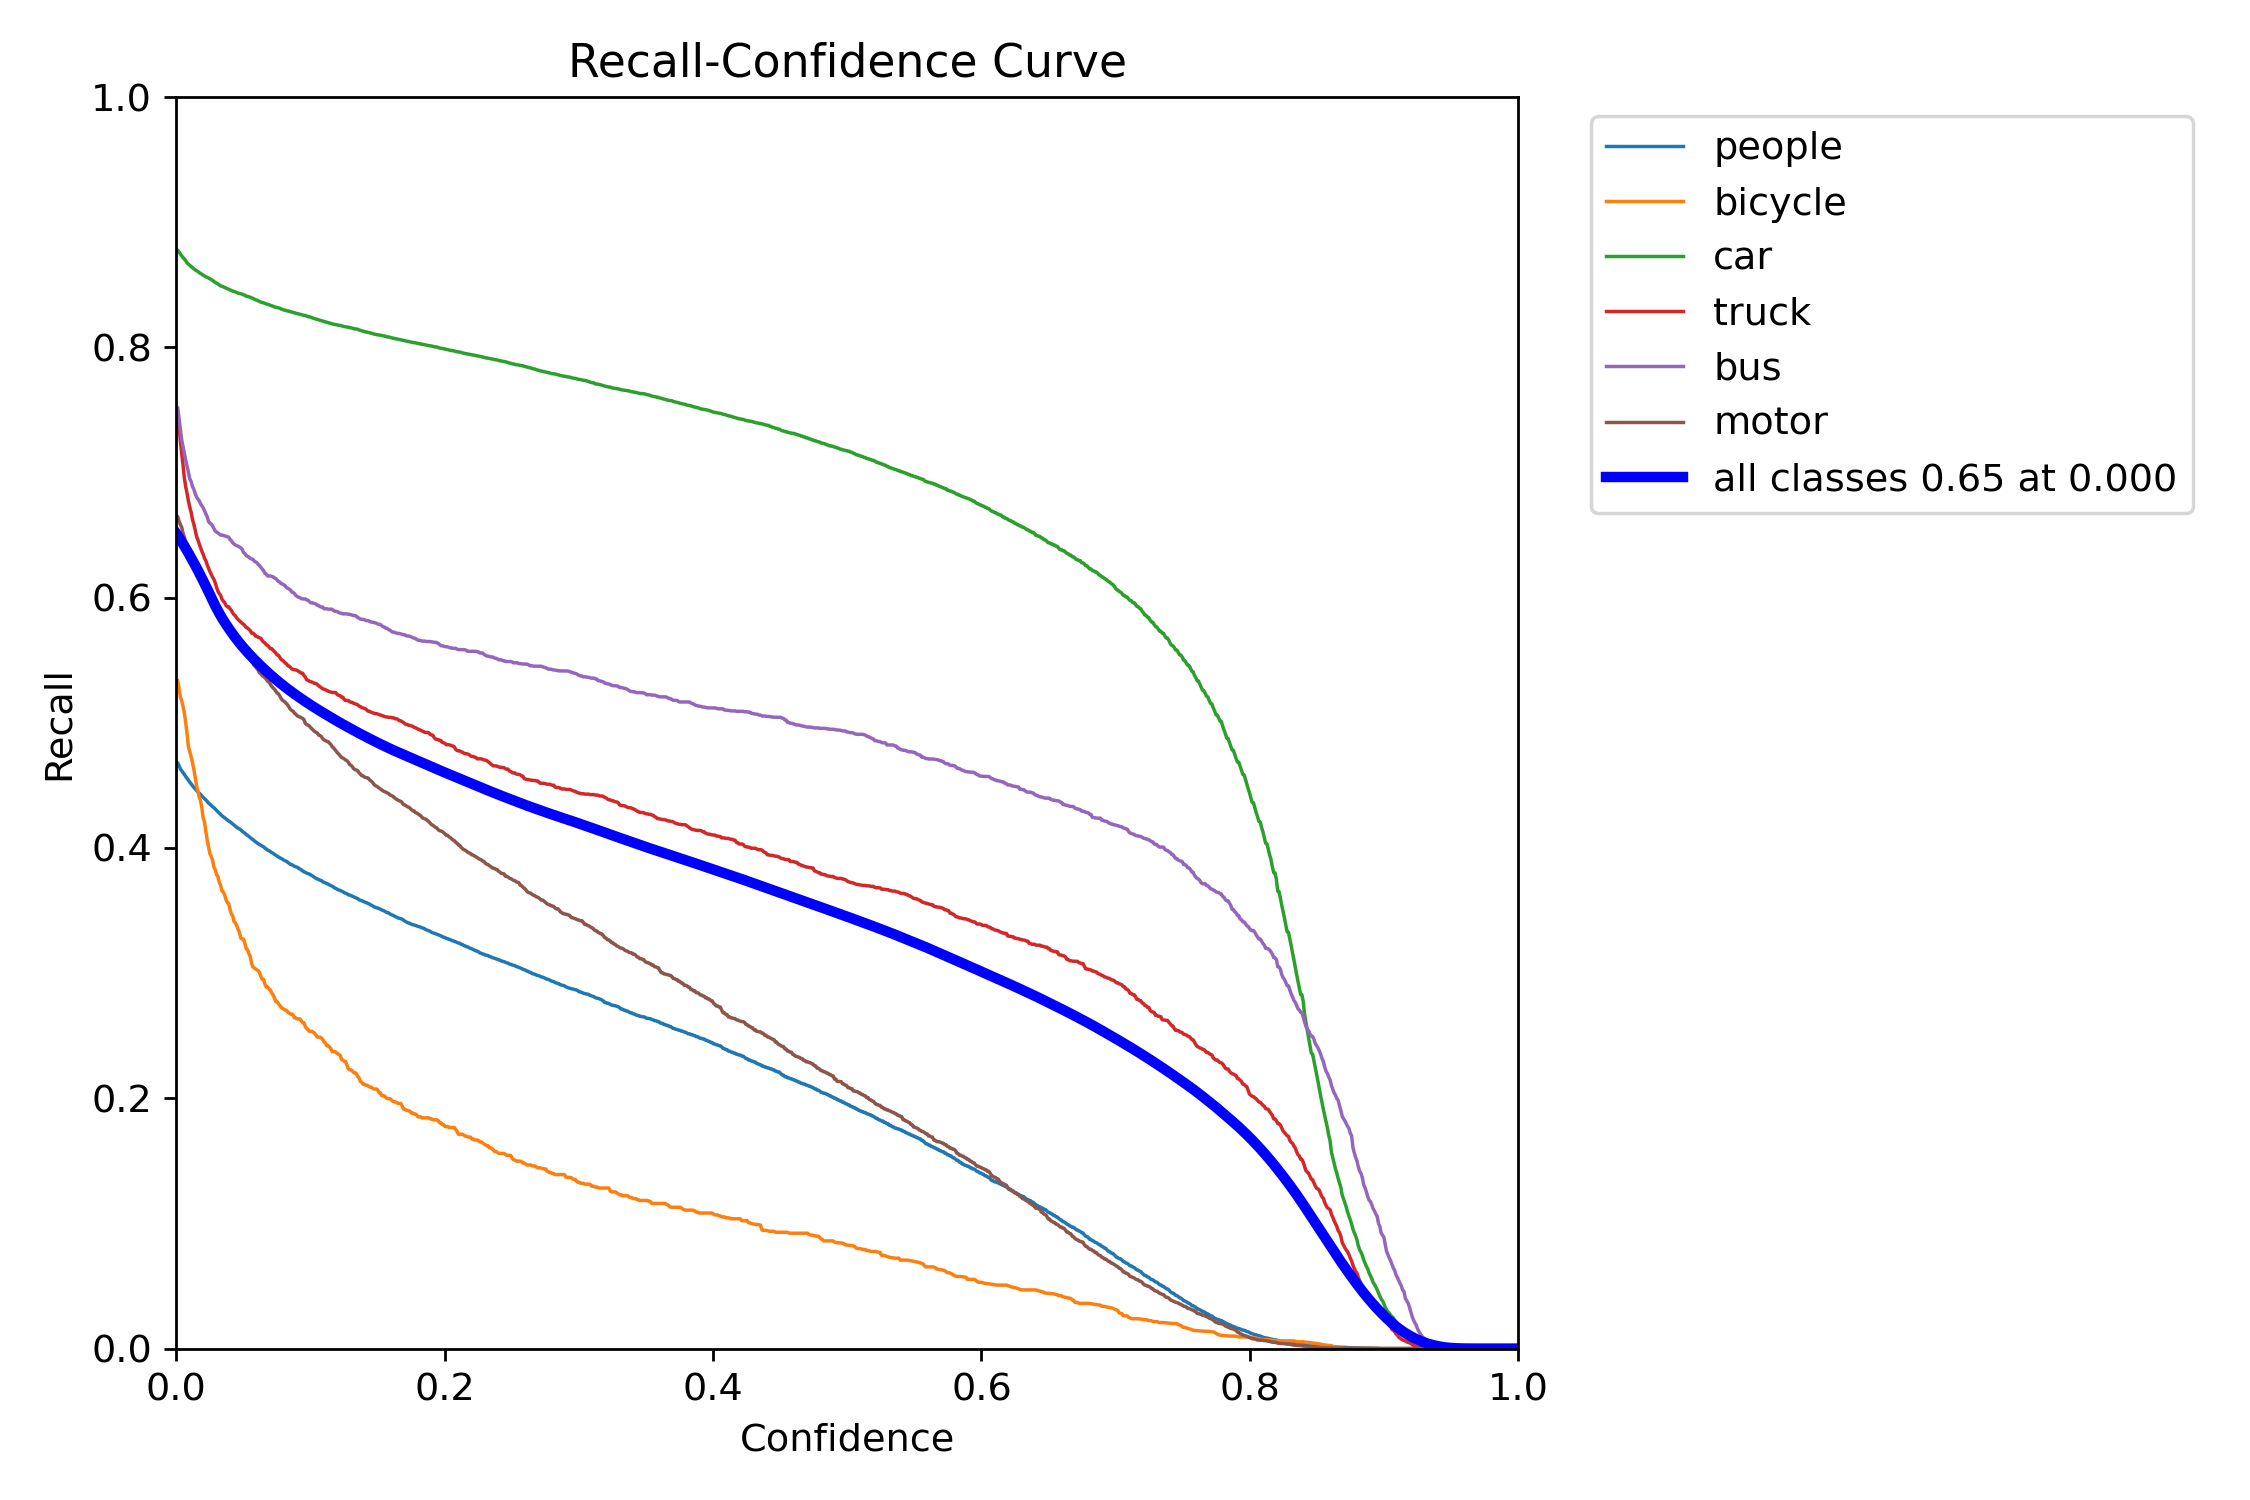 Recall-Confidence Curve
1.0
0.8
0.6
0.4
0.2
0.0
Recall
0.0 0.2 0.4 0.6 0.8 1.0
Confidence
people
bicycle
car
truck
bus
motor
all classes 0.65 at 0.000